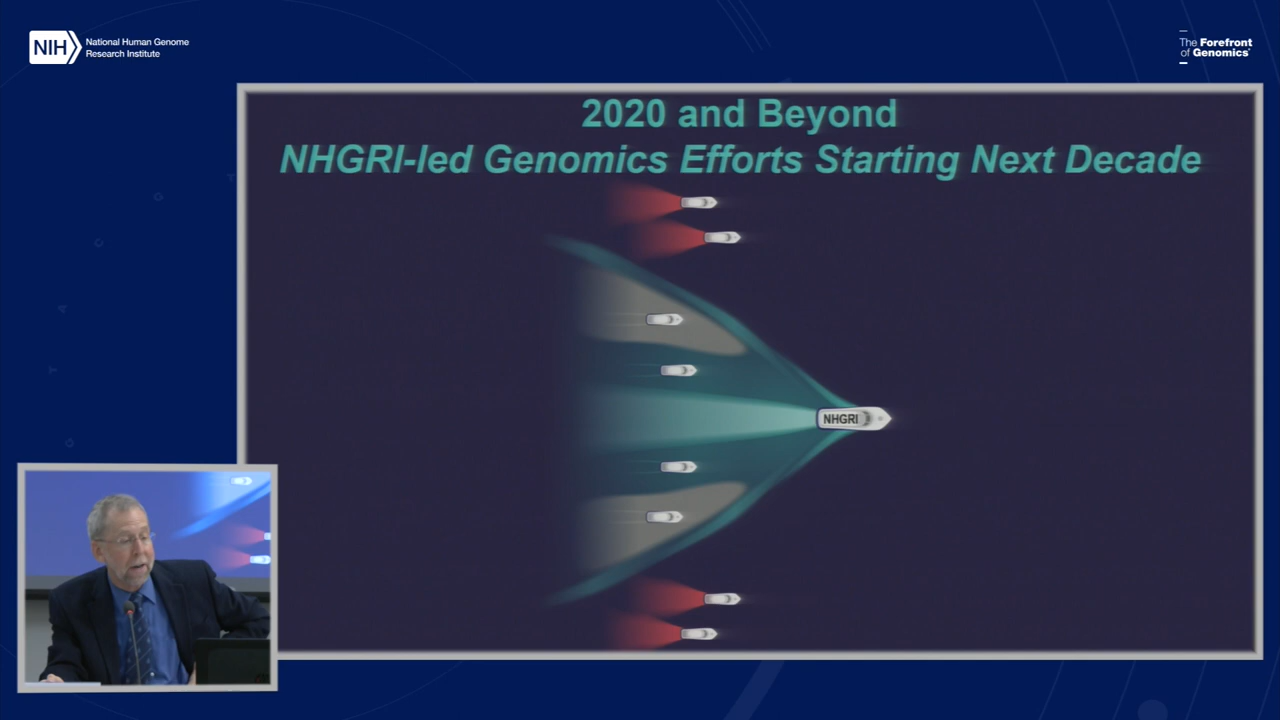 NIH
National Human Genome
Research Institute
The Forefront
of Genomics®
2020 and Beyond
NHGRI-led Genomics Efforts Starting Next Decade
NHGRI